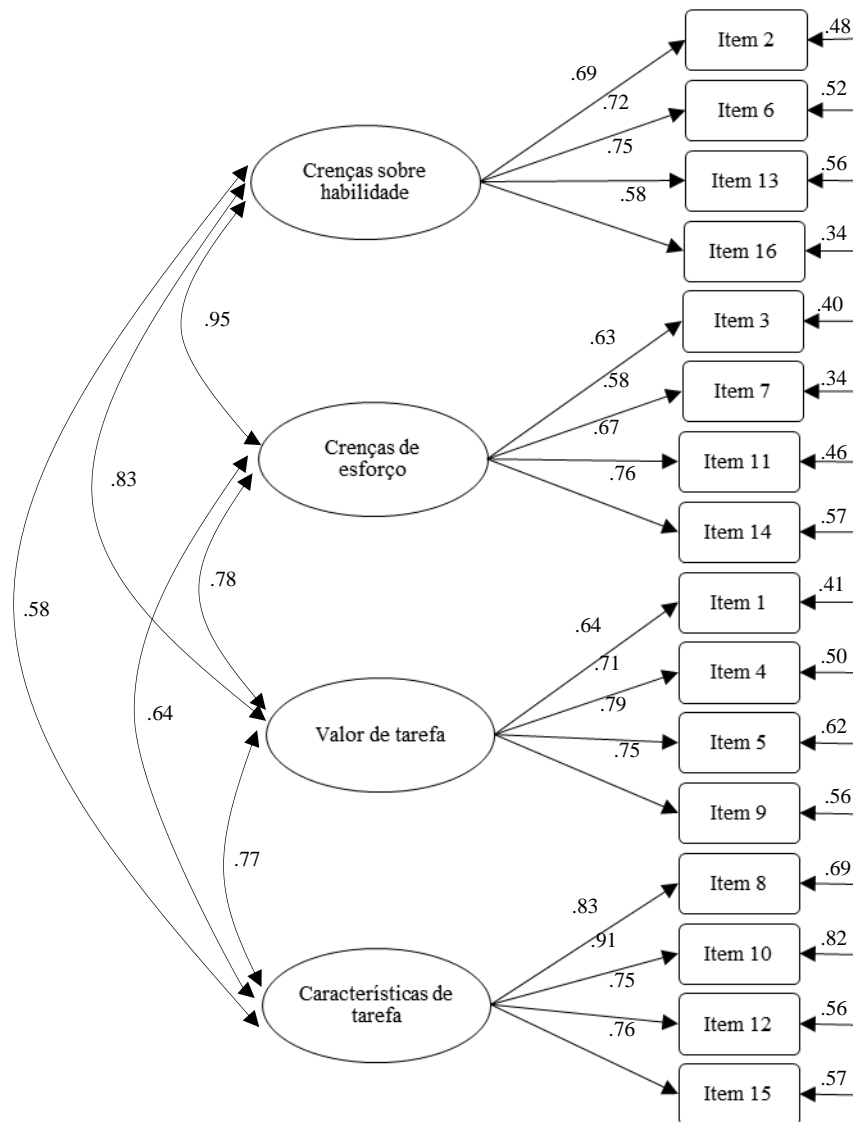 .48
Item 2
.69
.72
.52
Item 6
.75
Crenças sobre
habilidade
.56
Item 13
.58
.34
Item 16
.95
.40
Item 3
.63
.58
.34
Item 7
.67
Crenças de
esforço
.46
Item 11
.76
.83
.57
Item 14
.78
.58
.41
Item 1
.64
.71
.50
Item 4
.79
.64
Valor de tarefa
.62
Item 5
.75
.56
Item 9
.77
.69
Item 8
.83
.91
.82
Item 10
.75
Características de
tarefa
.56
Item 12
.76
.57
Item 15